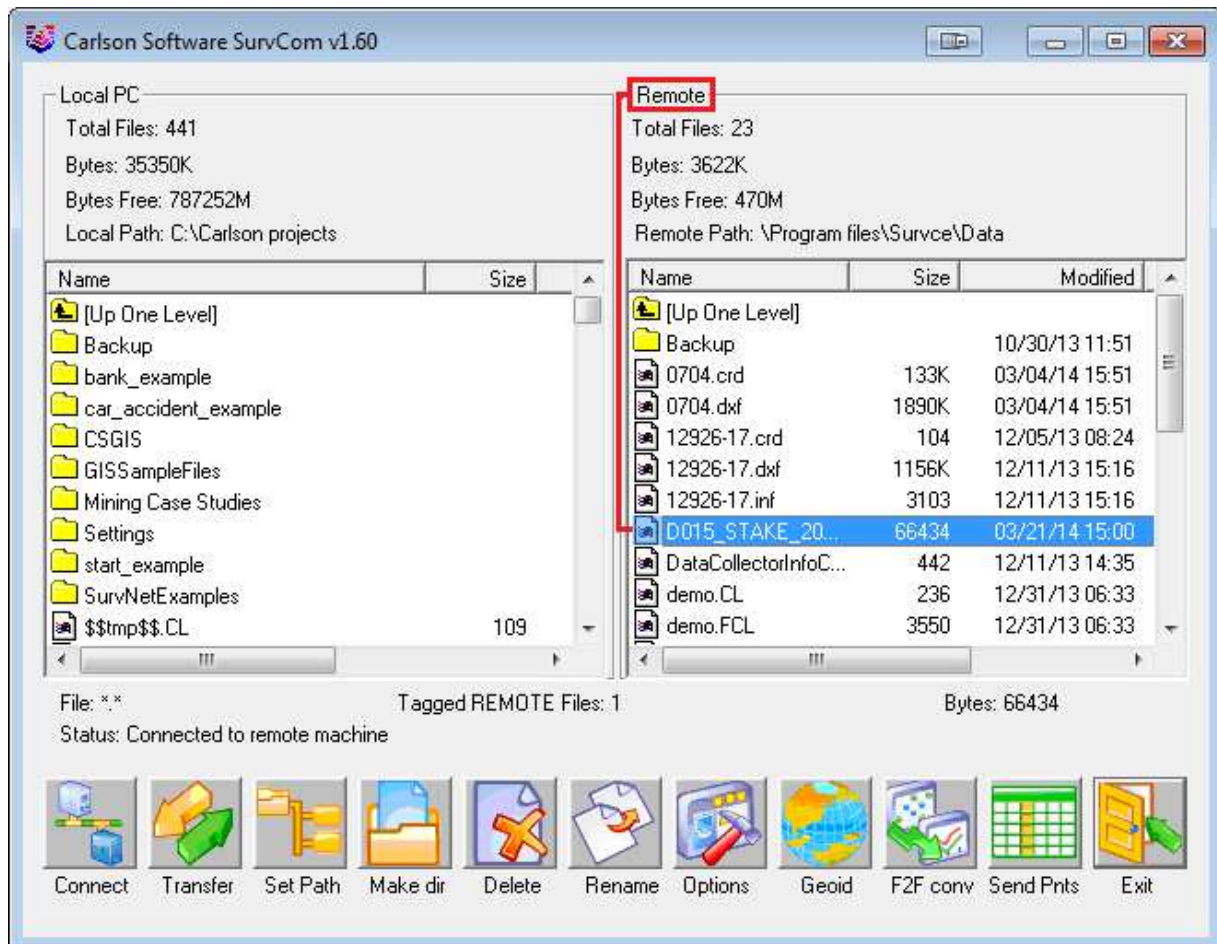 Carlson Software SurvCom v1.60
Local PC
Total Files: 441
Bytes: 35350K
Bytes Free: 787252M
Local Path: C:\Carlson projects
Name Size
[Up One Level]
Backup
bank_example
car_accident_example
CSGIS
GISSampleFiles
Mining Case Studies
Settings
start_example
SurvNetExamples
$$tmp$$.CL 109
Remote
Total Files: 23
Bytes: 3622K
Bytes Free: 470M
Remote Path: \Program files\Survce\Data
Name Size Modified
[Up One Level]
Backup 10/30/13 11:51
0704.crd 133K 03/04/14 15:51
0704.dxf 1890K 03/04/14 15:51
12926-17.crd 104 12/05/13 08:24
12926-17.dxf 1156K 12/11/13 15:16
12926-17.inf 3103 12/11/13 15:16
D015_STAKE_20... 66434 03/21/14 15:00
DataCollectorInfoC... 442 12/11/13 14:35
demo.CL 236 12/31/13 06:33
demo.FCL 3550 12/31/13 06:33
File: *.* Tagged REMOTE Files: 1 Bytes: 66434
Status: Connected to remote machine
Connect Transfer Set Path Make dir Delete Rename Options Geoid F2F conv Send Pnts Exit